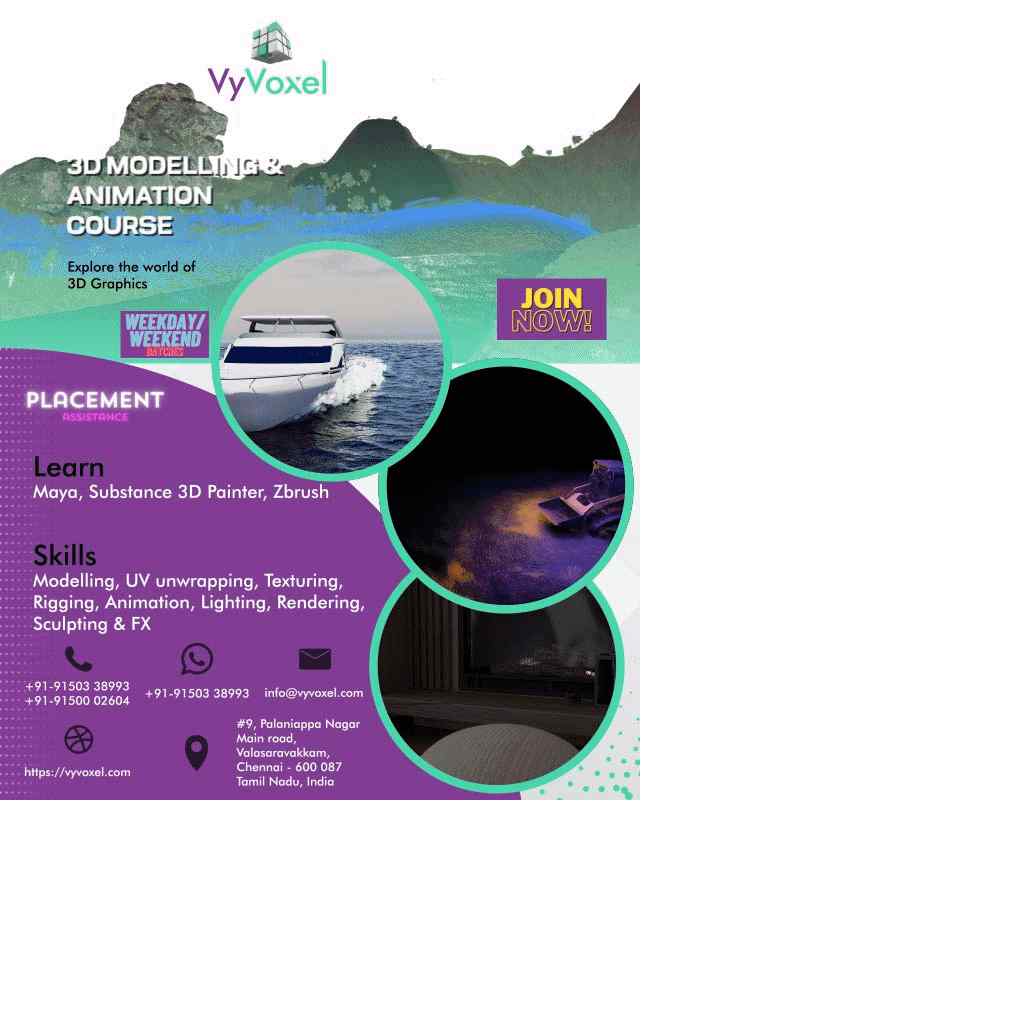 VyVoxel
3D MODELLING &
ANIMATION
COURSE
Explore the world of
3D Graphics
WEEKDAY/
WEEKEND
BATCHES
JOIN
NOW!
PLACEMENT
ASSISTANCE
Learn
Maya, Substance 3D Painter, Zbrush
Skills
Modelling, UV unwrapping, Texturing,
Rigging, Animation, Lighting, Rendering,
Sculpting & FX
+91-91503 38993
+91-91500 02604
+91-91503 38993
info@vyvoxel.com
https://vyvoxel.com
#9, Palaniappa Nagar
Main road,
Valasaravakkam,
Chennai - 600 087
Tamil Nadu, India